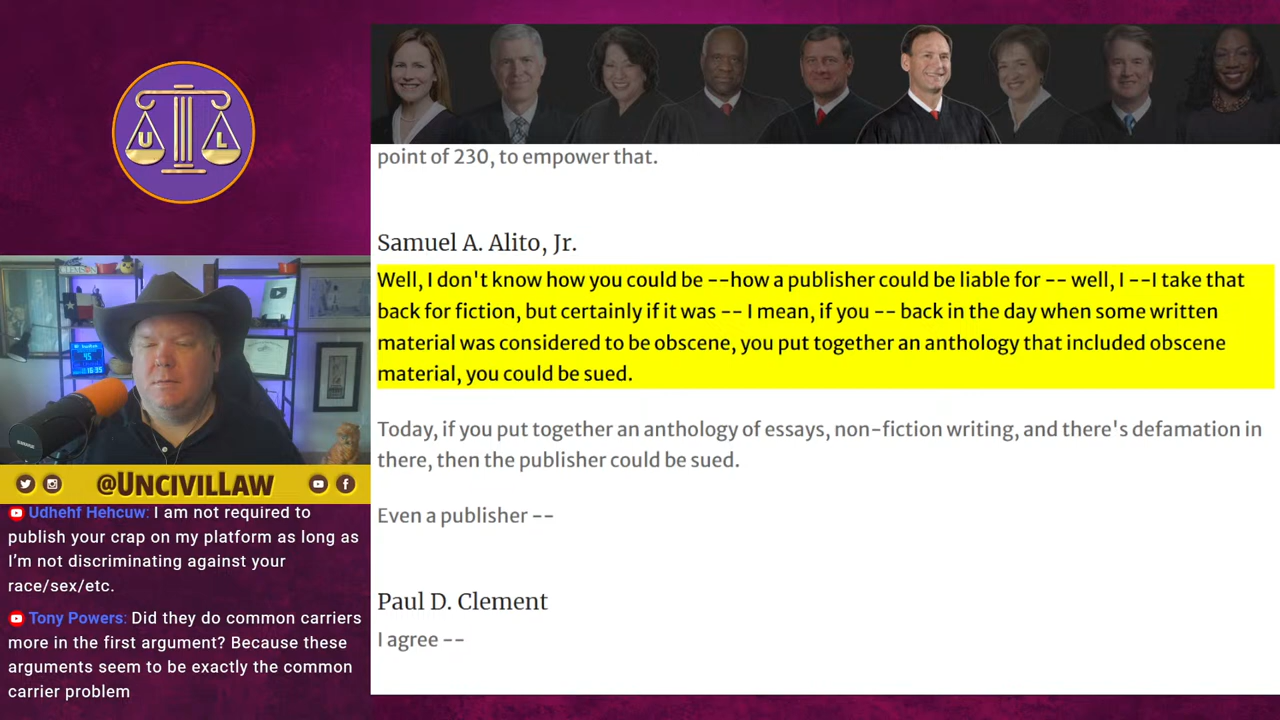 U L
point of 230, to empower that.
Samuel A. Alito, Jr.
Well, I don't know how you could be --how a publisher could be liable for -- well, I --I take that
back for fiction, but certainly if it was -- I mean, if you -- back in the day when some written
material was considered to be obscene, you put together an anthology that included obscene
material, you could be sued.
Today, if you put together an anthology of essays, non-fiction writing, and there's defamation in
there, then the publisher could be sued.
Even a publisher --
Paul D. Clement
I agree --
@UNCIVILLAW
Udhehf Hehcuw: I am not required to
publish your crap on my platform as long as
I’m not discriminating against your
race/sex/etc.
Tony Powers: Did they do common carriers
more in the first argument? Because these
arguments seem to be exactly the common
carrier problem